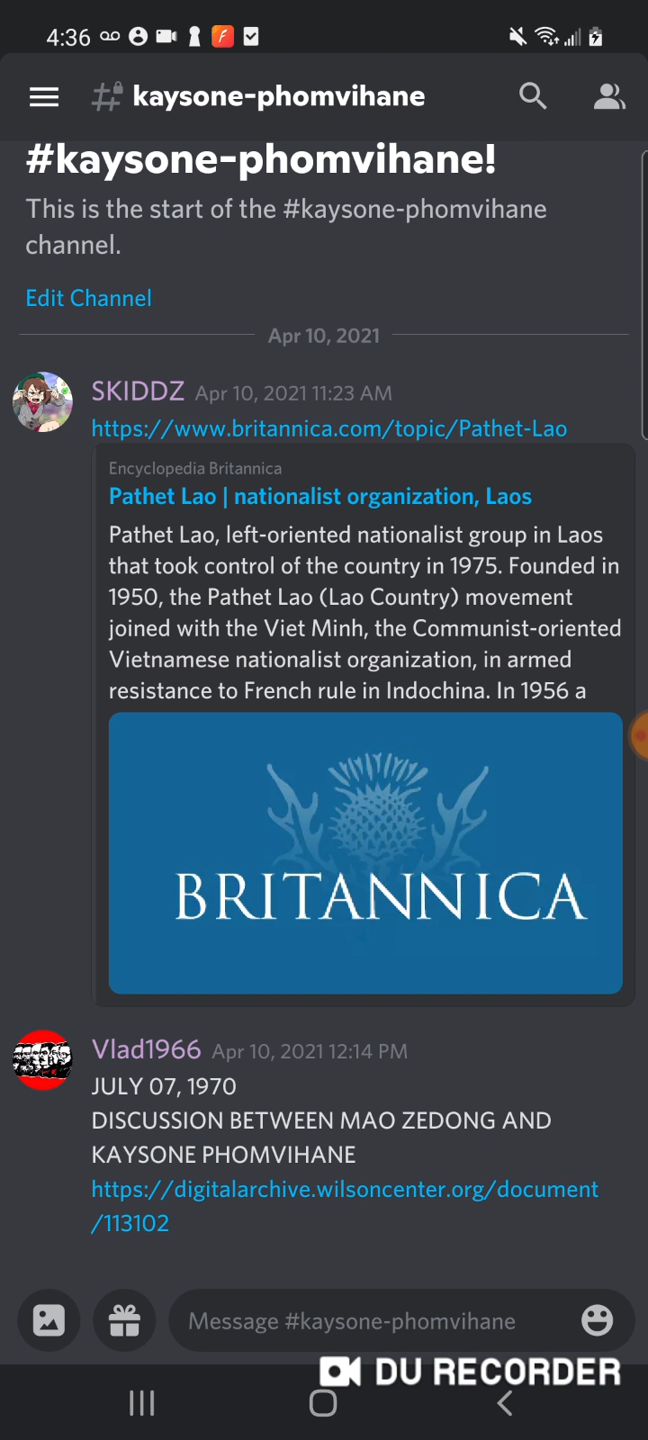 4:36
kaysone-phomvihane
#kaysone-phomvihane!
This is the start of the #kaysone-phomvihane
channel.
Edit Channel
Apr 10, 2021
SKIDDZ Apr 10, 2021 11:23 AM
https://www.britannica.com/topic/Pathet-Lao
Encyclopedia Britannica
Pathet Lao | nationalist organization, Laos
Pathet Lao, left-oriented nationalist group in Laos
that took control of the country in 1975. Founded in
1950, the Pathet Lao (Lao Country) movement
joined with the Viet Minh, the Communist-oriented
Vietnamese nationalist organization, in armed
resistance to French rule in Indochina. In 1956 a
BRITANNICA
Vlad1966 Apr 10, 2021 12:14 PM
JULY 07, 1970
DISCUSSION BETWEEN MAO ZEDONG AND
KAYSONE PHOMVIHANE
https://digitalarchive.wilsoncenter.org/document
/113102
Message #kaysone-phomvihane
DU RECORDER